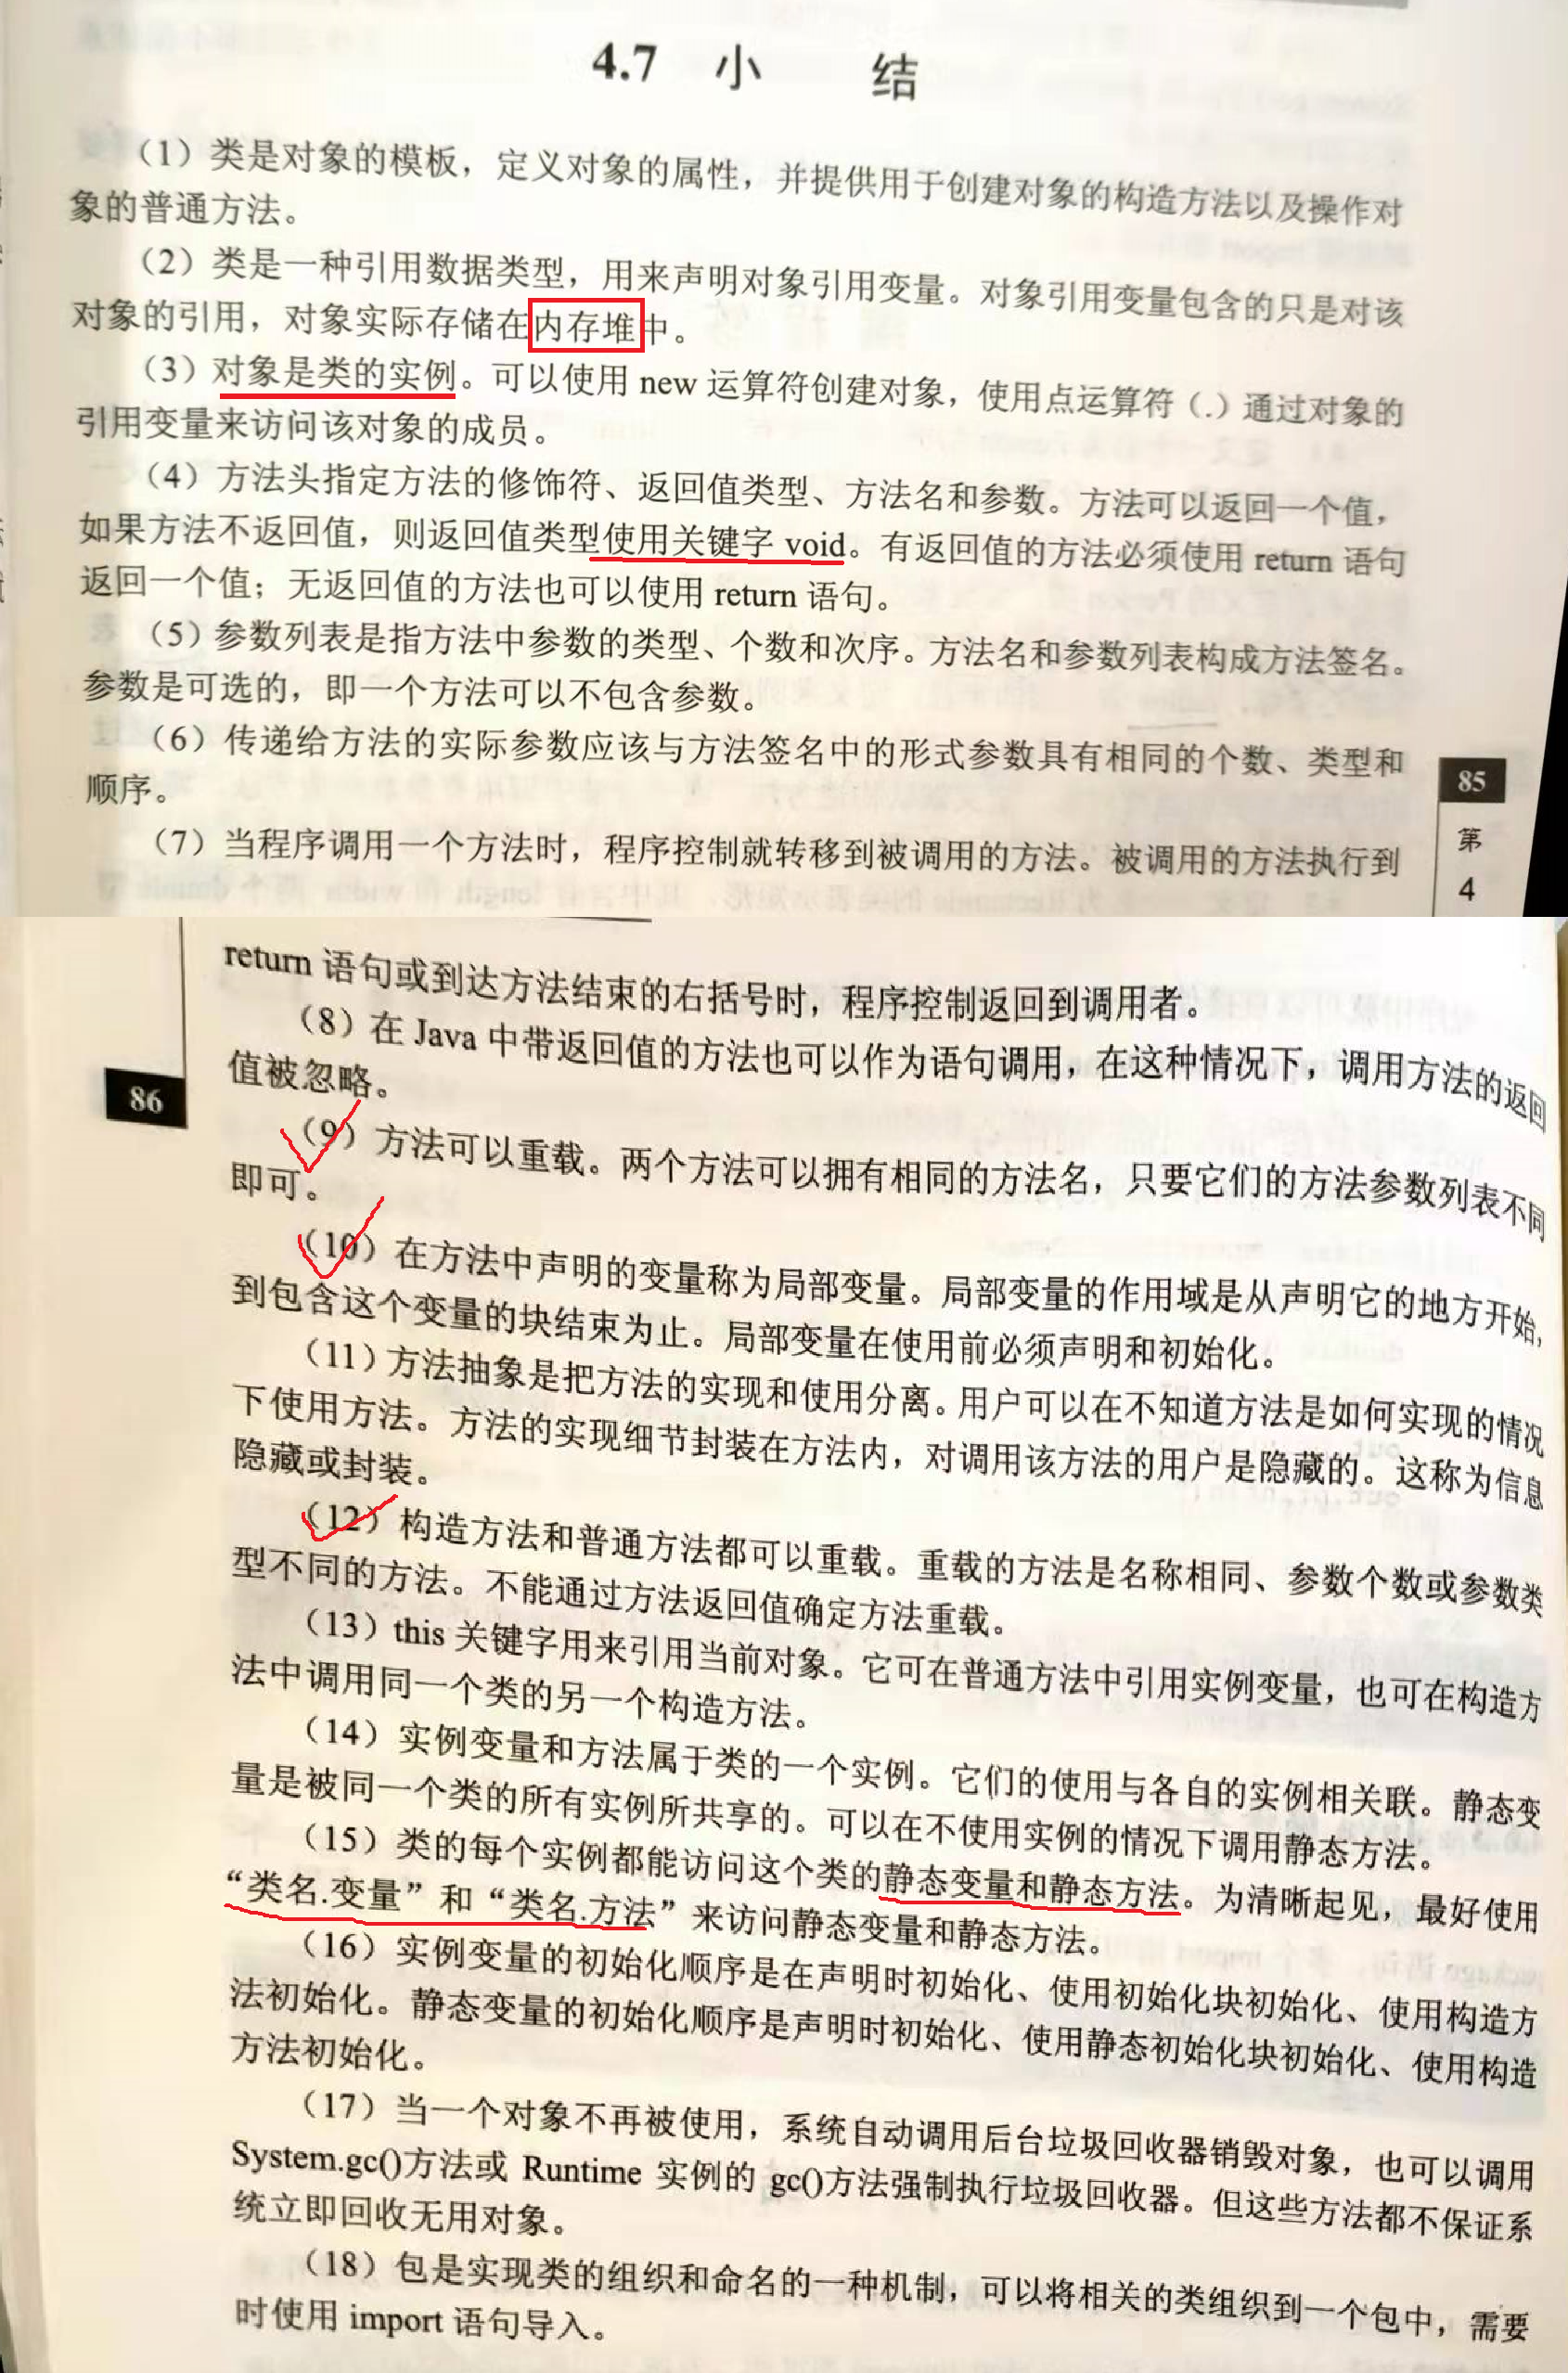 4.7 小 结
（1）类是对象的模板，定义对象的属性，并提供用于创建对象的构造方法以及操作对
象的普通方法。
（2）类是一种引用数据类型，用来声明对象引用变量。对象引用变量包含的只是对该
对象的引用，对象实际存储在内存堆中。
（3）对象是类的实例。可以使用 new 运算符创建对象，使用点运算符（.）通过对象的
引用变量来访问该对象的成员。
（4）方法头指定方法的修饰符、返回值类型、方法名和参数。方法可以返回一个值，
如果方法不返回值，则返回值类型使用关键字 void。有返回值的方法必须使用 return 语句
返回一个值；无返回值的方法也可以使用 return 语句。
（5）参数列表是指方法中参数的类型、个数和次序。方法名和参数列表构成方法签名。
参数是可选的，即一个方法可以不包含参数。
（6）传递给方法的实际参数应该与方法签名中的形式参数具有相同的个数、类型和
顺序。
（7）当程序调用一个方法时，程序控制就转移到被调用的方法。被调用的方法执行到
85
第
4
return 语句或到达方法结束的右括号时，程序控制返回到调用者。
（8）在 Java 中带返回值的方法也可以作为语句调用，在这种情况下，调用方法的返回
值被忽略。
86
（9）方法可以重载。两个方法可以拥有相同的方法名，只要它们的方法参数列表不同
即可。
（10）在方法中声明的变量称为局部变量。局部变量的作用域是从声明它的地方开始，
到包含这个变量的块结束为止。局部变量在使用前必须声明和初始化。
（11）方法抽象是把方法的实现和使用分离。用户可以在不知道方法是如何实现的情况
下使用方法。方法的实现细节封装在方法内，对调用该方法的用户是隐藏的。这称为信息
隐藏或封装。
（12）构造方法和普通方法都可以重载。重载的方法是名称相同、参数个数或参数类
型不同的方法。不能通过方法返回值确定方法重载。
（13）this 关键字用来引用当前对象。它可在普通方法中引用实例变量，也可在构造方
法中调用同一个类的另一个构造方法。
（14）实例变量和方法属于类的一个实例。它们的使用与各自的实例相关联。静态变
量是被同一个类的所有实例所共享的。可以在不使用实例的情况下调用静态方法。
（15）类的每个实例都能访问这个类的静态变量和静态方法。为清晰起见，最好使用
“类名.变量”和“类名.方法”来访问静态变量和静态方法。
（16）实例变量的初始化顺序是在声明时初始化、使用初始化块初始化、使用构造方
法初始化。静态变量的初始化顺序是声明时初始化、使用静态初始化块初始化、使用构造
方法初始化。
（17）当一个对象不再被使用，系统自动调用后台垃圾回收器销毁对象，也可以调用
System.gc()方法或 Runtime 实例的 gc()方法强制执行垃圾回收器。但这些方法都不保证系
统立即回收无用对象。
（18）包是实现类的组织和命名的一种机制，可以将相关的类组织到一个包中，需要
时使用 import 语句导入。